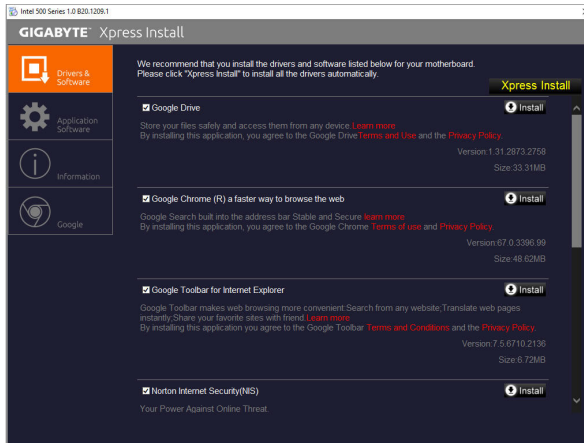 Intel 500 Series 1.0 B20.1209.1
GIGABYTE™ Xpress Install
Drivers &
Software
Application
Software
Information
Google
We recommend that you install the drivers and software listed below for your motherboard.
Please click "Xpress Install" to install all the drivers automatically.
Xpress Install
Google Drive
Install
Store your files safely and access them from any device.Learn more
By installing this application, you agree to the Google DriveTerms and Use and the Privacy Policy.
Version:1.31.2873.2758
Size:33.31MB
Google Chrome (R) a faster way to browse the web
Install
Google Search built into the address bar Stable and Secure learn more
By installing this application, you agree to the Google Chrome Terms of use and Privacy Policy.
Version:67.0.3396.99
Size:48.62MB
Google Toolbar for Internet Explorer
Install
Google Toolbar makes web browsing more convenient:Search from any website;Translate web pages
instantly;Share your favorite sites with friend.Learn more
By installing this application you agree to the Google Toolbar Terms and Conditions and the Privacy Policy.
Version:7.5.6710.2136
Size:6.72MB
Norton Internet Security(NIS)
Install
Your Power Against Online Threat.